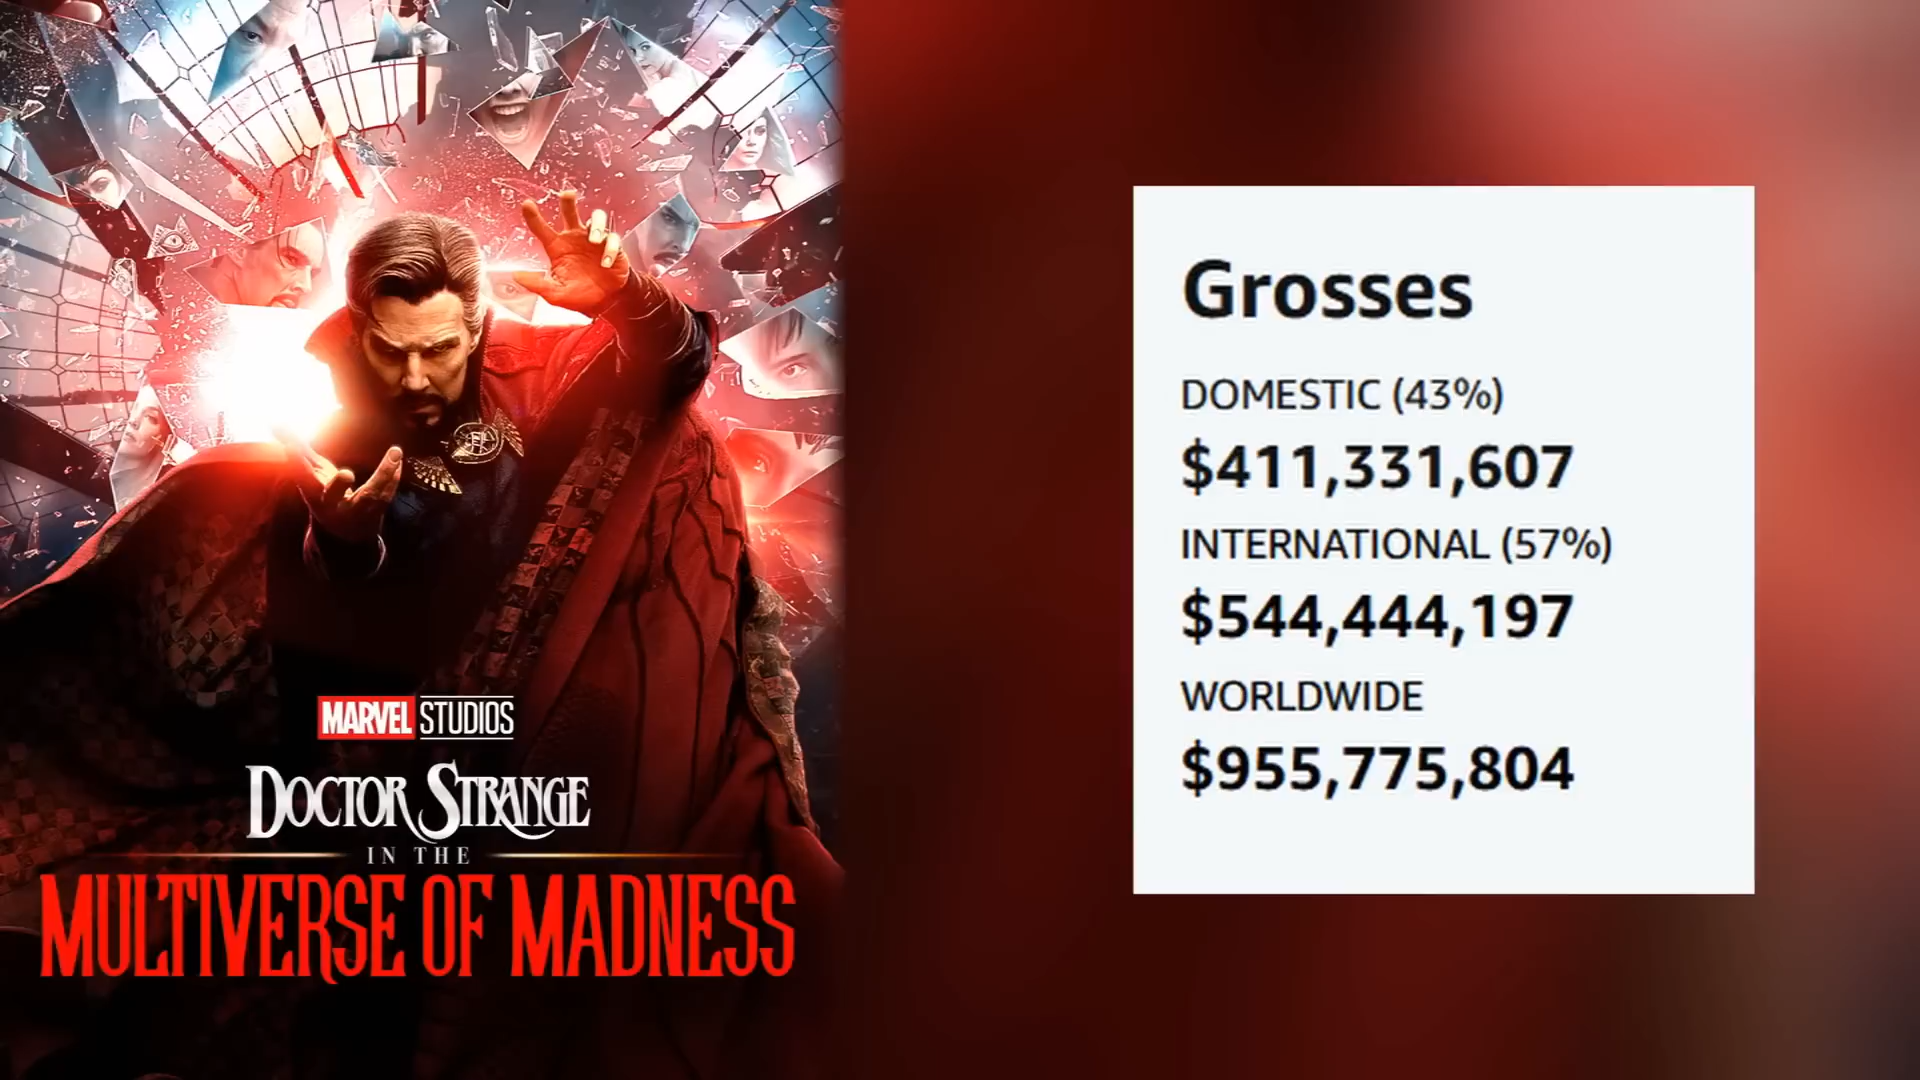 MARVEL STUDIOS
DOCTOR STRANGE
IN THE
MULTIVERSE OF MADNESS
Grosses
DOMESTIC (43%)
$411,331,607
INTERNATIONAL (57%)
$544,444,197
WORLDWIDE
$955,775,804